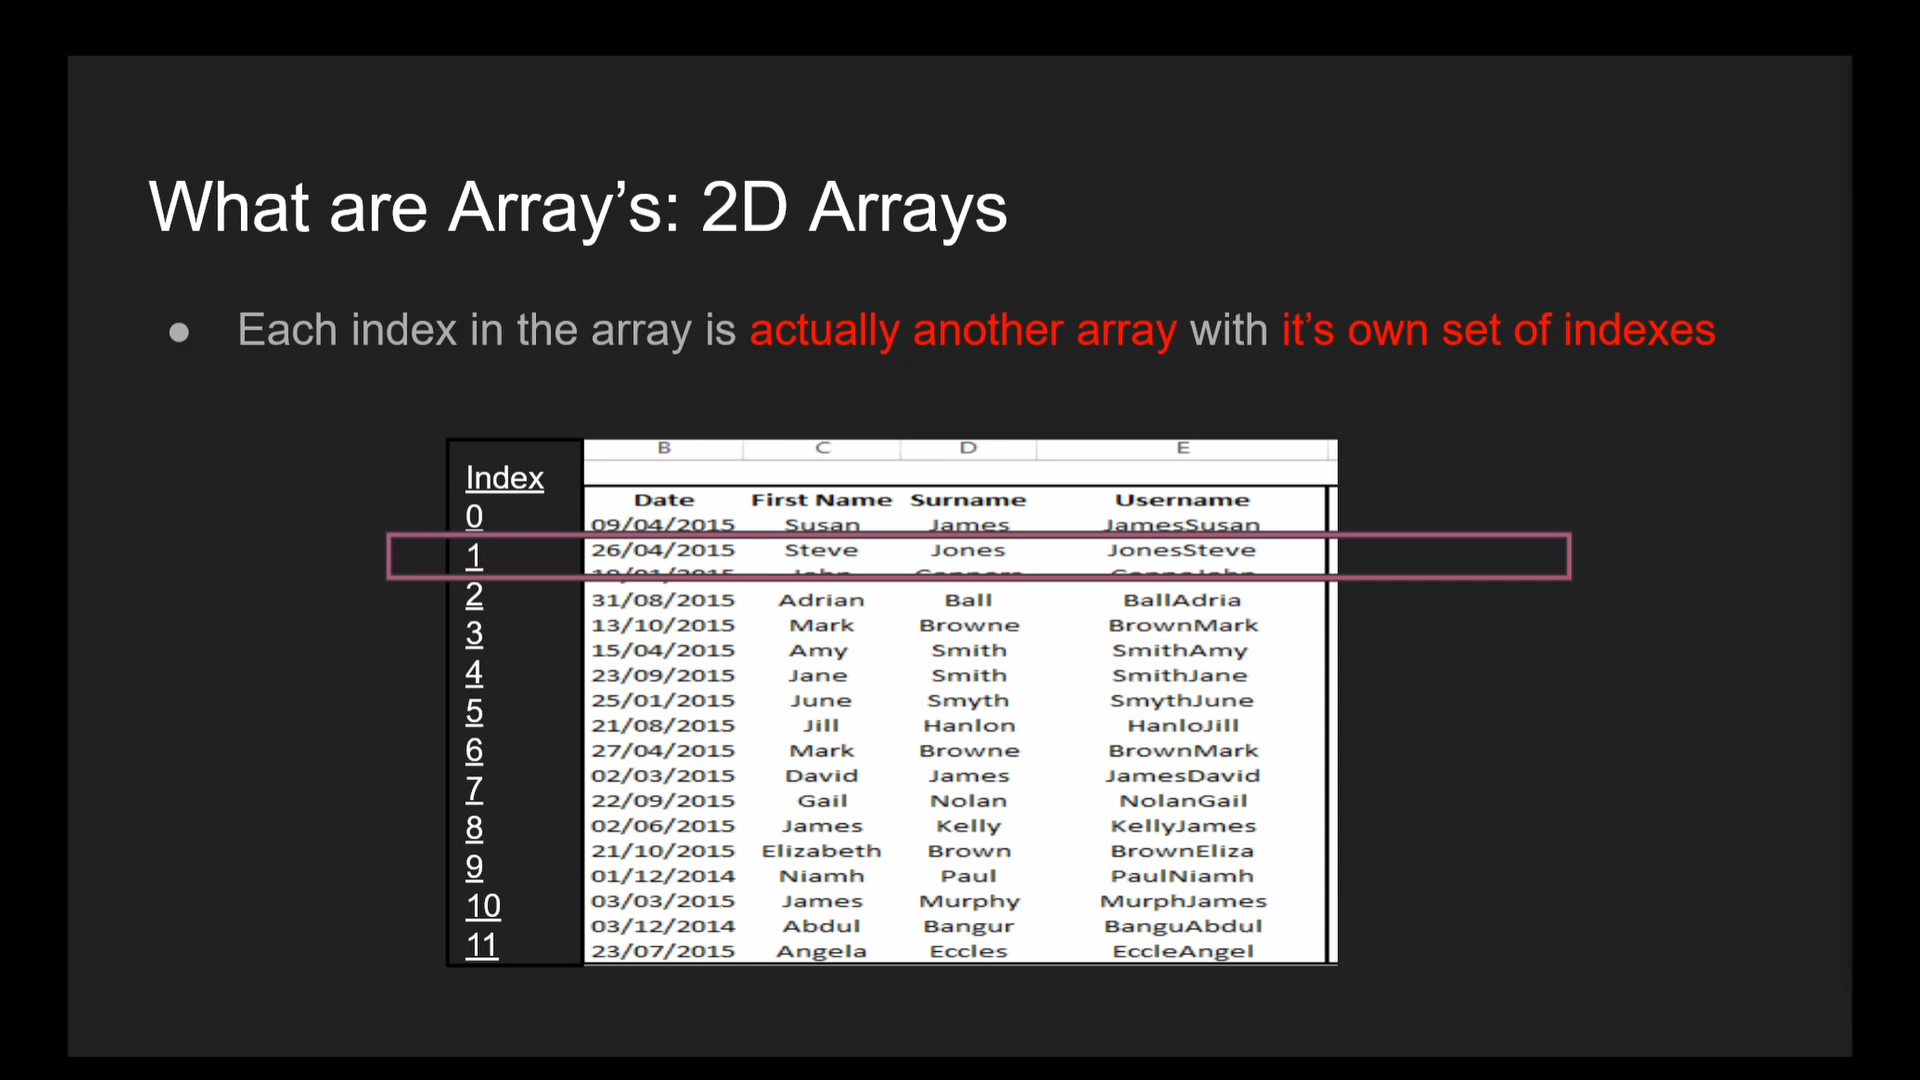 What are Array’s: 2D Arrays
● Each index in the array is actually another array with it’s own set of indexes
B C D E
Index
Date First Name Surname Username
0
09/04/2015 Susan James JamesSusan
1
26/04/2015 Steve Jones JonesSteve
2
31/08/2015 Adrian Ball BallAdria
3
13/10/2015 Mark Browne BrownMark
15/04/2015 Amy Smith SmithAmy
4
23/09/2015 Jane Smith SmithJane
5
25/01/2015 June Smyth SmythJune
21/08/2015 Jill Hanlon HanloJill
6
27/04/2015 Mark Browne BrownMark
7
02/03/2015 David James JamesDavid
22/09/2015 Gail Nolan NolanGail
8
02/06/2015 James Kelly KellyJames
9
21/10/2015 Elizabeth Brown BrownEliza
01/12/2014 Niamh Paul PaulNiamh
10
03/03/2015 James Murphy MurphJames
03/12/2014 Abdul Bangur BanguAbdul
11
23/07/2015 Angela Eccles EccleAngel